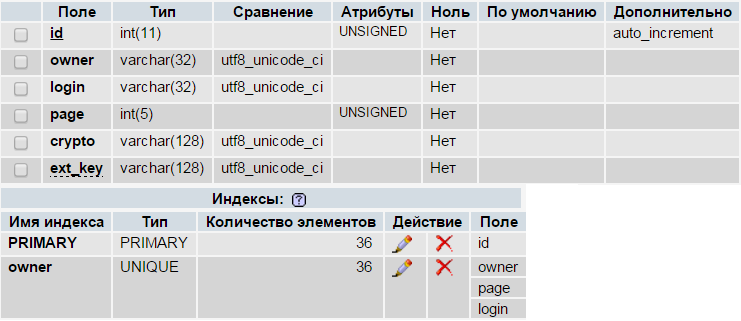 Поле Тип Сравнение Атрибуты Ноль По умолчанию Дополнительно
id int(11) UNSIGNED Нет auto_increment
owner varchar(32) utf8_unicode_ci Нет
login varchar(32) utf8_unicode_ci Нет
page int(5) UNSIGNED Нет
crypto varchar(128) utf8_unicode_ci Нет
ext_key varchar(128) utf8_unicode_ci Нет
Индексы: ?
Имя индекса Тип Количество элементов Действие Поле
PRIMARY PRIMARY 36 id
owner UNIQUE 36 owner
page
login